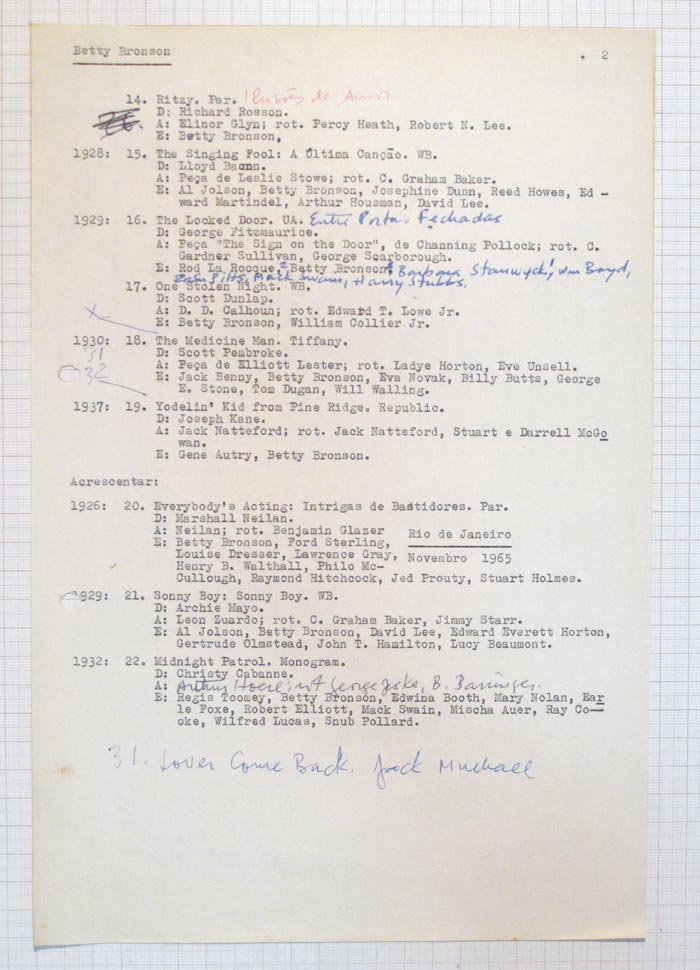 Betty Bronson
. 2
14. Ritzy. Par. Ilusões de Amor
D: Richard Rosson.
A: Elinor Glyn; rot. Percy Heath, Robert N. Lee.
E: Betty Bronson,
1928: 15. The Singing Fool: A Última Canção. WB.
D: Lloyd Bacon.
A: Peça de Leslie Stowe; rot. C. Graham Baker.
E: Al Jolson, Betty Bronson, Josephine Dunn, Reed Howes, Ed -
ward Martindel, Arthur Housman, David Lee.
1929: 16. The Locked Door. UA. Entre Portas Fechadas
D: George Fitzmaurice.
A: Peça "The Sign on the Door", de Channing Pollock; rot. C.
Gardner Sullivan, George Scarborough.
E: Rod La Rocque, Betty Bronson, Barbara Stanwyck, Wm Boyd,
Zasu Pitts, Mack Swain, Harry Stubbs.
17. One Stolen Night. WB.
D: Scott Dunlap.
A: D. D. Calhoun; rot. Edward T. Lowe Jr.
E: Betty Bronson, William Collier Jr.
1930: 18. The Medicine Man. Tiffany.
31
D: Scott Pembroke.
32
A: Peça de Elliott Lester; rot. Ladye Horton, Eve Unsell.
E: Jack Benny, Betty Bronson, Eva Novak, Billy Butts, George
E. Stone, Tom Dugan, Will Walling.
1937: 19. Yodelin' Kid from Pine Ridge. Republic.
D: Joseph Kane.
A: Jack Natteford; rot. Jack Natteford, Stuart e Darrell McGo
wan.
E: Gene Autry, Betty Bronson.
Acrescentar:
1926: 20. Everybody's Acting: Intrigas de Bastidores. Par.
D: Marshall Neilan.
A: Neilan; rot. Benjamin Glazer
E: Betty Bronson, Ford Sterling,
Louise Dresser, Lawrence Gray,
Henry B. Walthall, Philo Mc-
Cullough, Raymond Hitchcock, Jed Prouty, Stuart Holmes.
Rio de Janeiro
Novembro 1965
1929: 21. Sonny Boy: Sonny Boy. WB.
D: Archie Mayo.
A: Leon Zuardo; rot. C. Graham Baker, Jimmy Starr.
E: Al Jolson, Betty Bronson, David Lee, Edward Everett Horton,
Gertrude Olmstead, John T. Hamilton, Lucy Beaumont.
1932: 22. Midnight Patrol. Monogram.
D: Christy Cabanne.
A: Arthur rot George B.
E: Regis Toomey, Betty Bronson, Edwina Booth, Mary Nolan, Ear
le Foxe, Robert Elliott, Mack Swain, Mischa Auer, Ray Co—
oke, Wilfred Lucas, Snub Pollard.
31. Lover Come Back. Jack Mulhall